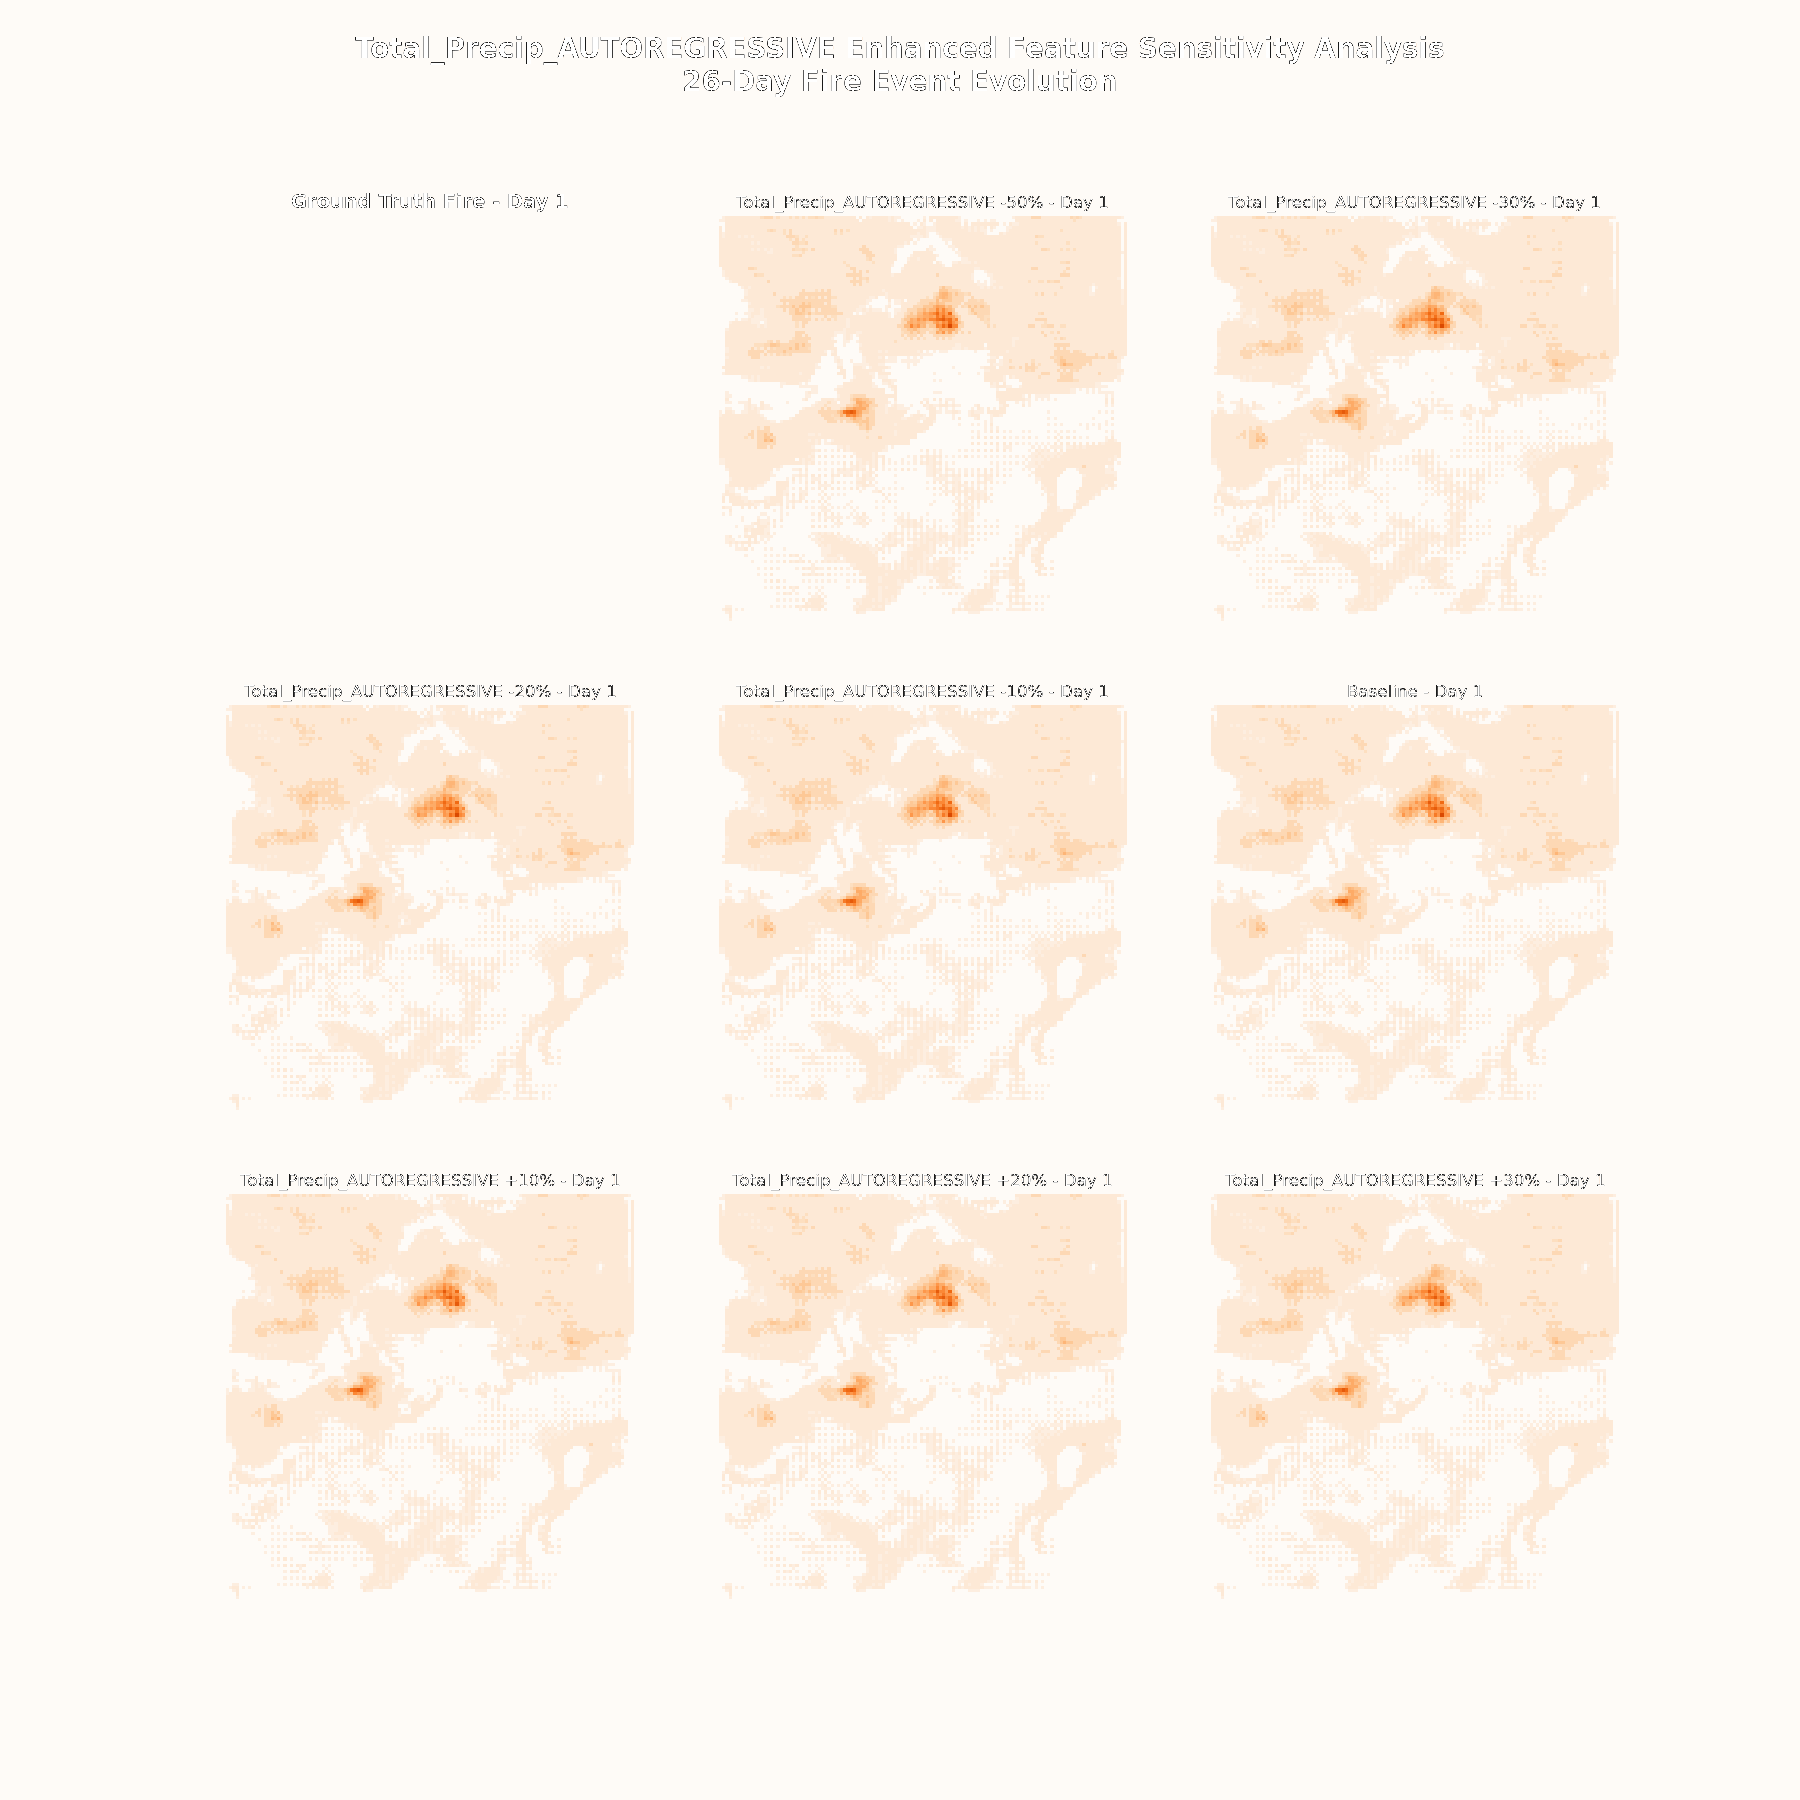 Total_Precip_AUTOREGRESSIVE Enhanced Feature Sensitivity Analysis
26-Day Fire Event Evolution
Ground Truth Fire - Day 1
Total_Precip_AUTOREGRESSIVE -50% - Day 1
Total_Precip_AUTOREGRESSIVE -30% - Day 1
Total_Precip_AUTOREGRESSIVE -20% - Day 1
Total_Precip_AUTOREGRESSIVE -10% - Day 1
Baseline - Day 1
Total_Precip_AUTOREGRESSIVE +10% - Day 1
Total_Precip_AUTOREGRESSIVE +20% - Day 1
Total_Precip_AUTOREGRESSIVE +30% - Day 1